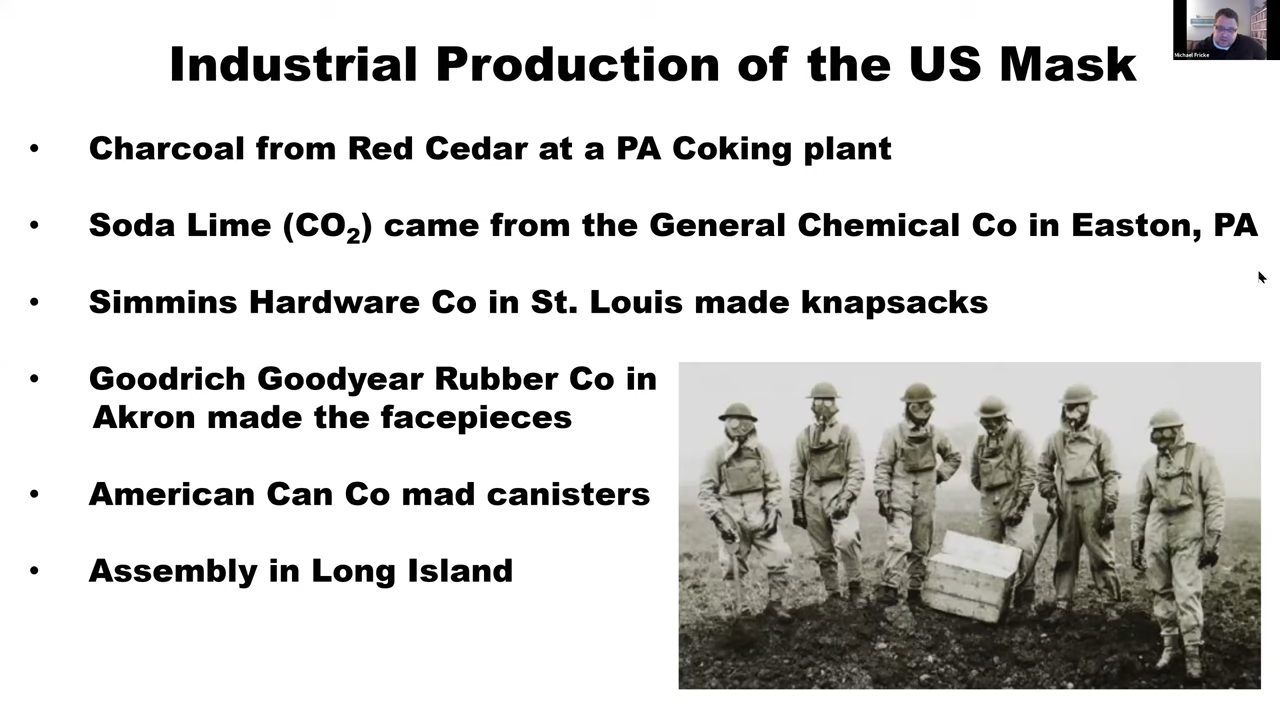 Industrial Production of the US Mask
Michael Fricke
• Charcoal from Red Cedar at a PA Coking plant
• Soda Lime (CO₂) came from the General Chemical Co in Easton, PA
• Simmins Hardware Co in St. Louis made knapsacks
• Goodrich Goodyear Rubber Co in
Akron made the facepieces
• American Can Co mad canisters
• Assembly in Long Island